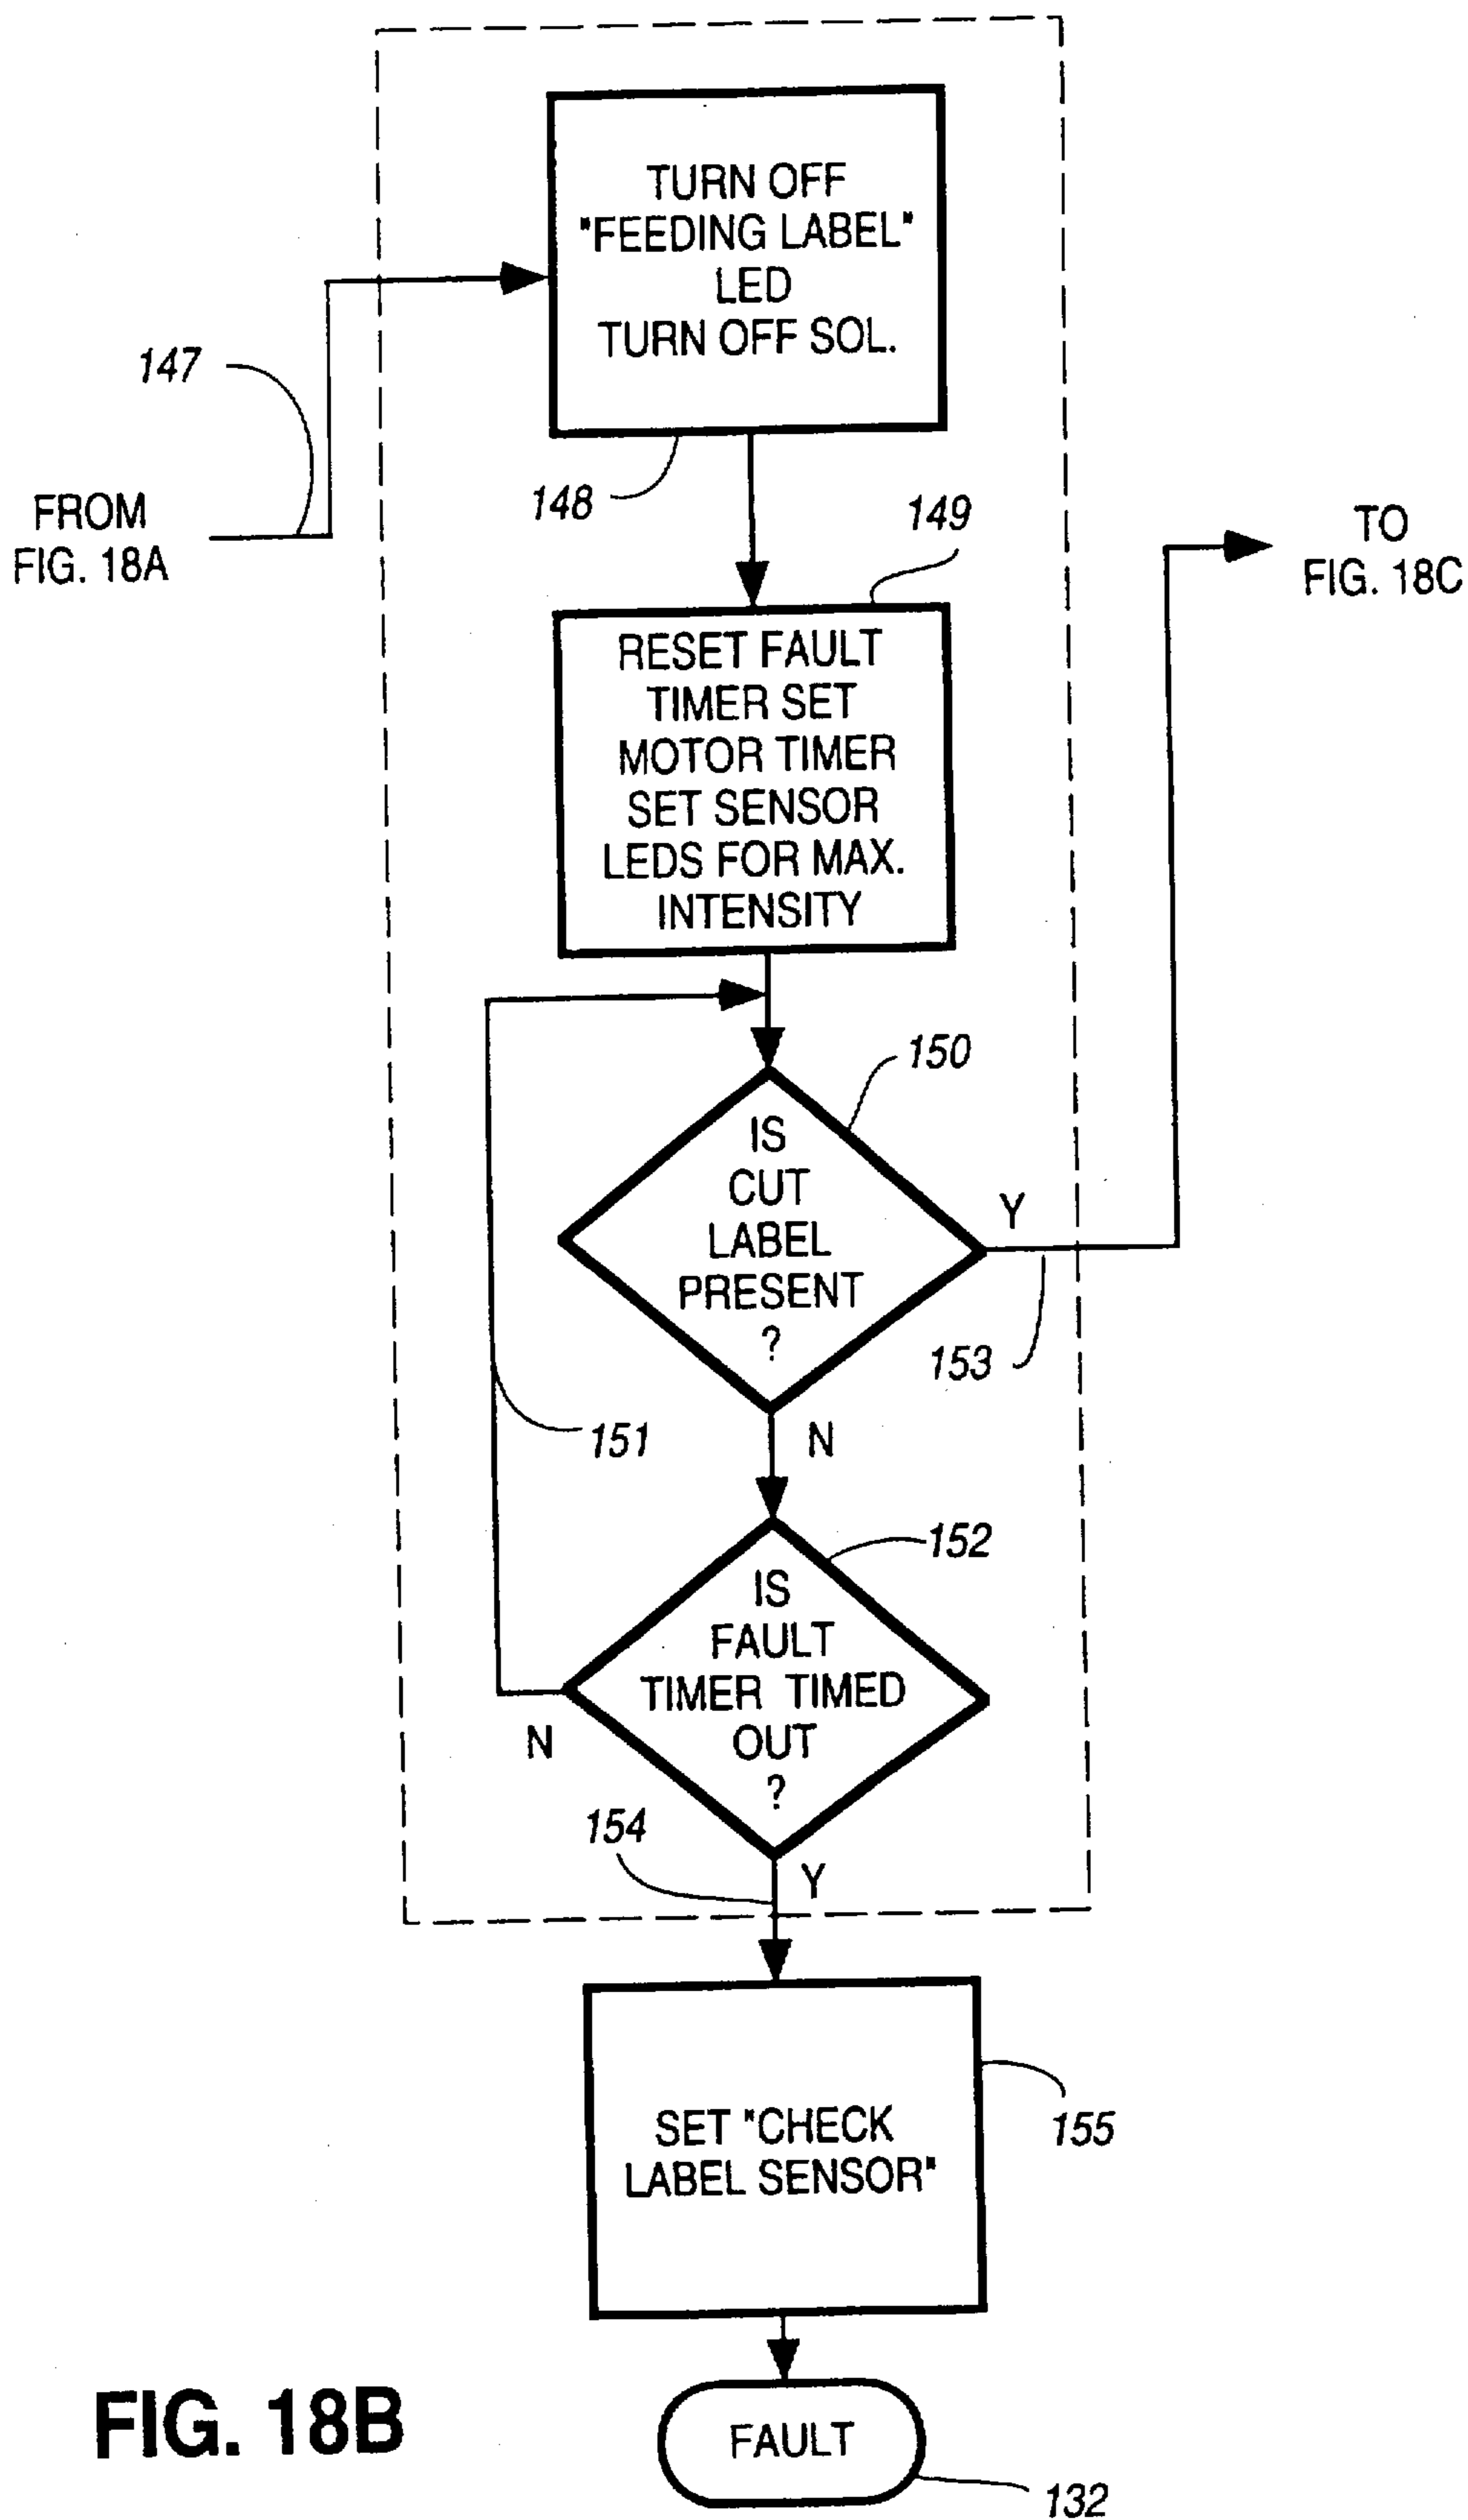 TURN OFF
"FEEDING LABEL"
LED
TURN OFF SOL.
147
148
FROM
FIG. 18A
149
TO
FIG. 18C
RESET FAULT
TIMER SET
MOTOR TIMER
SET SENSOR
LEDS FOR MAX.
INTENSITY
150
IS
CUT
LABEL
PRESENT
?
Y
153
151
N
152
IS
FAULT
TIMER TIMED
OUT
?
N
154
Y
SET "CHECK
LABEL SENSOR"
155
FAULT
132
FIG. 18B